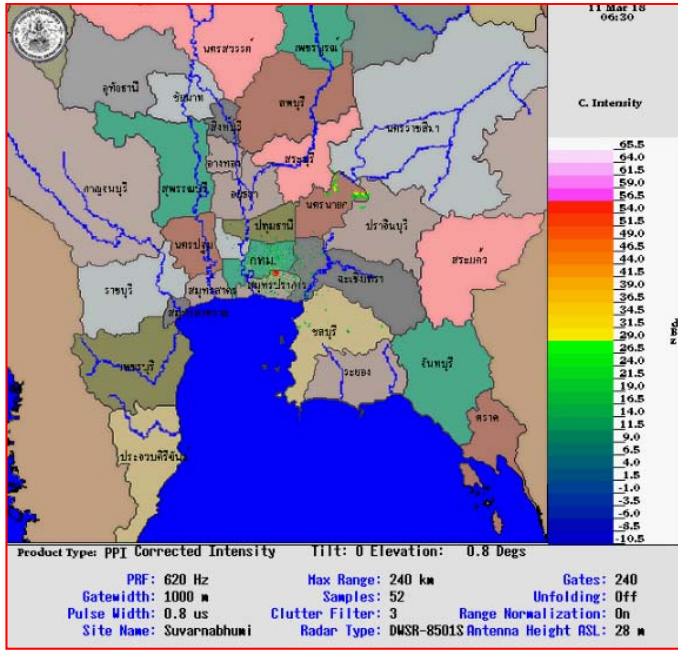 11 Mar 18
06:30
C. Intensity
65.5
64.0
61.5
59.0
56.5
54.0
51.5
49.0
46.5
44.0
41.5
39.0
36.5
34.0
31.5
29.0
26.5
24.0
21.5
19.0
16.5
14.0
11.5
9.0
6.5
4.0
1.5
-1.0
-3.5
-6.0
-8.5
-10.5
นครสวรรค์
เพชรบูรณ์
อุทัยธานี
ชัยนาท
ลพบุรี
สิงห์บุรี
นครราชสีมา
อ่างทอง
สระบุรี
กาญจนบุรี
สุพรรณบุรี
อยุธยา
นครนายก
ปราจีนบุรี
ปทุมธานี
นครปฐม
กทม.
สระแก้ว
ราชบุรี
สมุทรสาคร
สมุทรปราการ
ฉะเชิงเทรา
ชลบุรี
เพชรบุรี
ระยอง
จันทบุรี
ตราด
ประจวบคีรีขันธ์
Product Type: PPI Corrected Intensity Tilt: 0 Elevation: 0.8 Degs
PRF: 620 Hz Max Range: 240 km Gates: 240
Gatewidth: 1000 m Samples: 52 Unfolding: Off
Pulse Width: 0.8 us Clutter Filter: 3 Range Normalization: On
Site Name: Suvarnabhumi Radar Type: DWSR-8501S Antenna Height ASL: 28 m